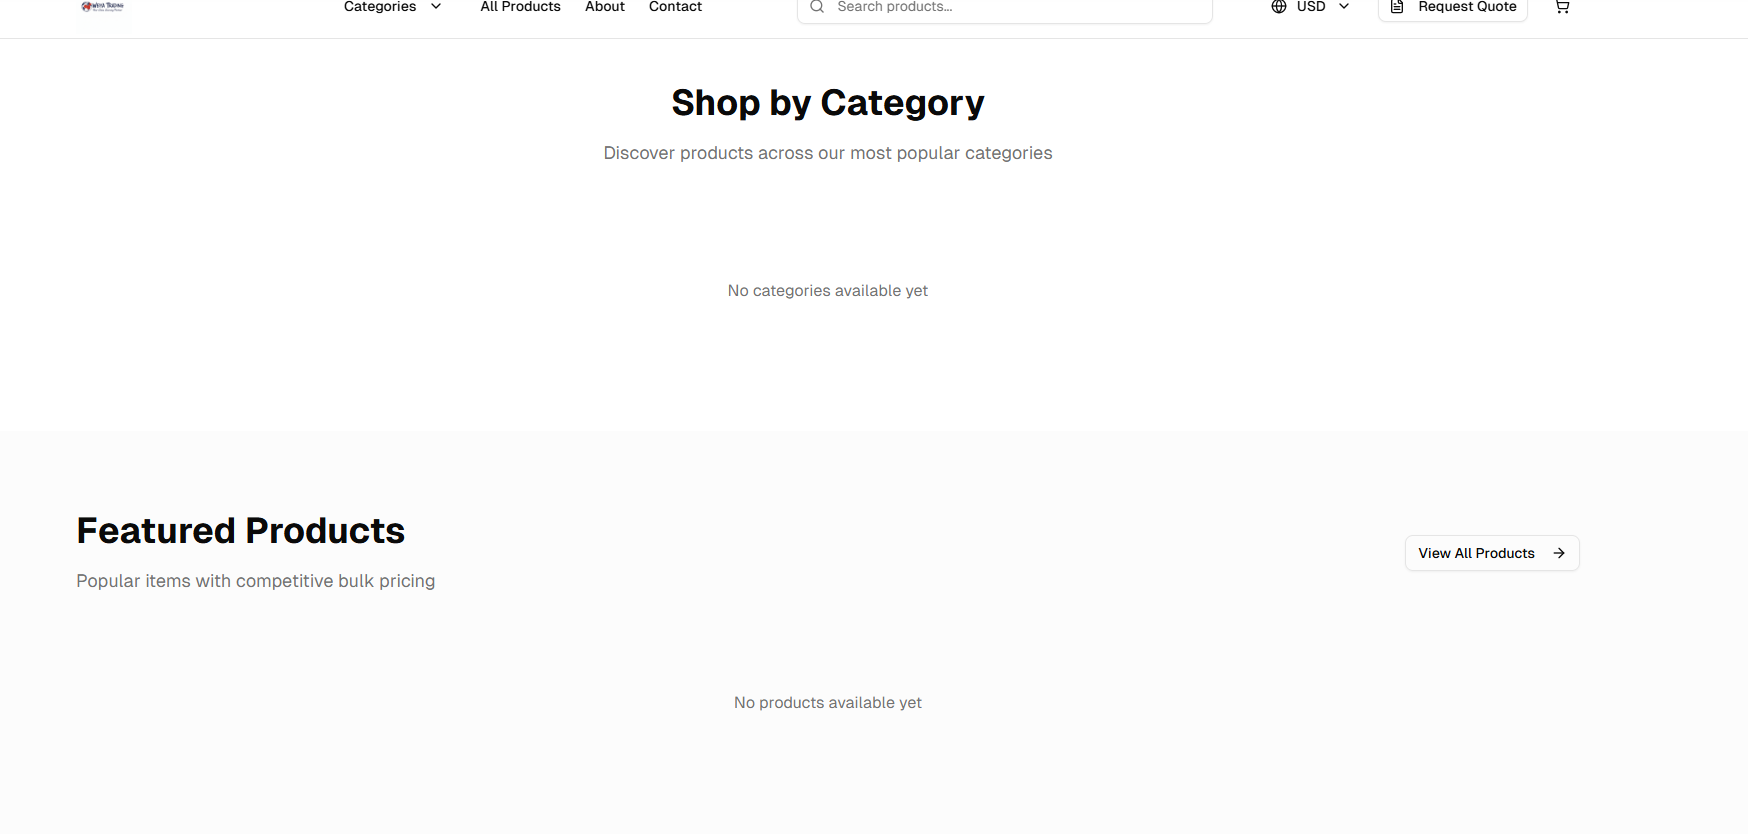 Categories
All Products
About
Contact
Search products...
USD
Request Quote
Shop by Category
Discover products across our most popular categories
No categories available yet
Featured Products
Popular items with competitive bulk pricing
View All Products
No products available yet